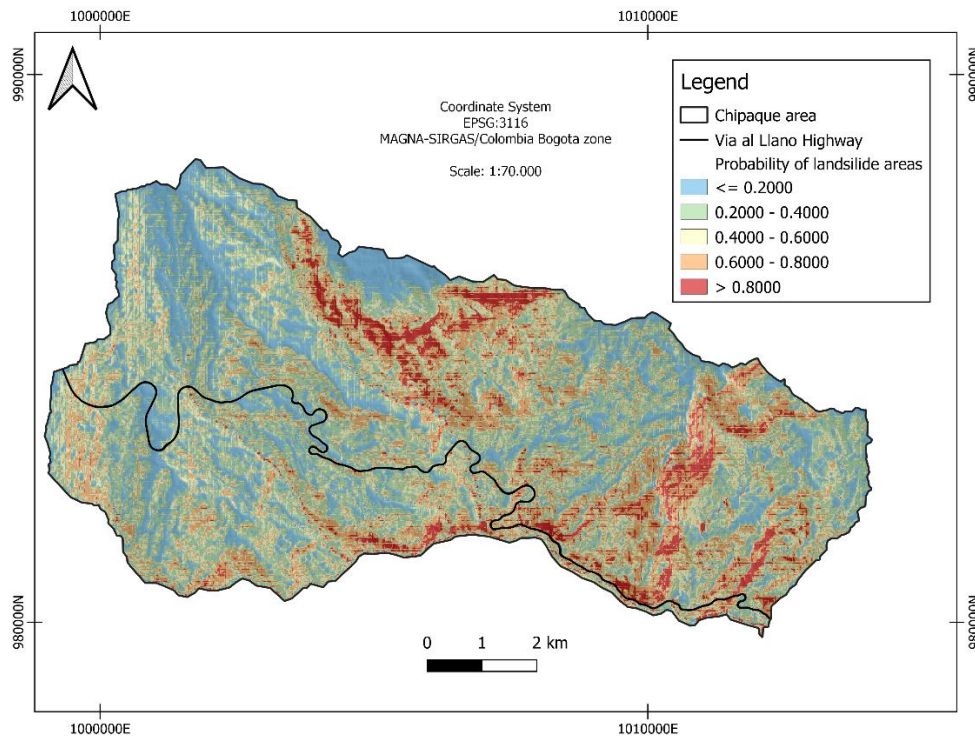 1000000E
1010000E
990000N
990000N
Coordinate System
EPSG:3116
MAGNA-SIRGAS/Colombia Bogota zone
Scale: 1:70.000
Legend
Chipaque area
Via al Llano Highway
Probability of landsilide areas
<= 0.2000
0.2000 - 0.4000
0.4000 - 0.6000
0.6000 - 0.8000
> 0.8000
980000N
980000N
0 1 2 km
1000000E
1010000E